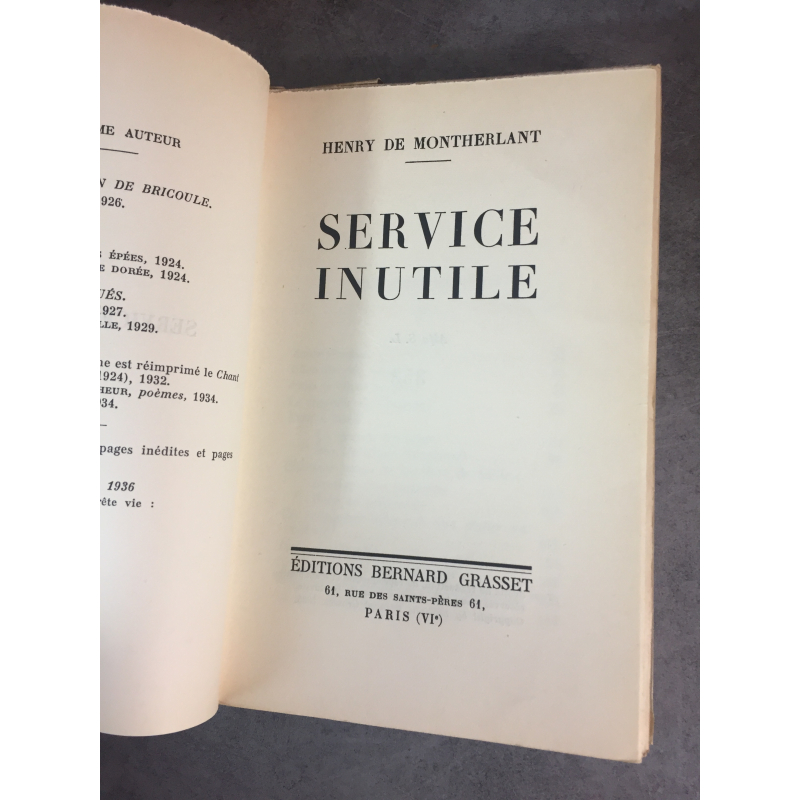 ME AUTEUR
N DE BRICOULE.
926.
ÉPÉES, 1924.
E DORÉE, 1924.
UÉS.
927.
LLE, 1929.
ne est réimprimé le Chant
1924), 1932.
HEUR, poèmes, 1934.
34.
pages inédites et pages
1936
rête vie :
HENRY DE MONTHERLANT
SERVICE
INUTILE
ÉDITIONS BERNARD GRASSET
61, RUE DES SAINTS-PÈRES 61,
PARIS (VIe)